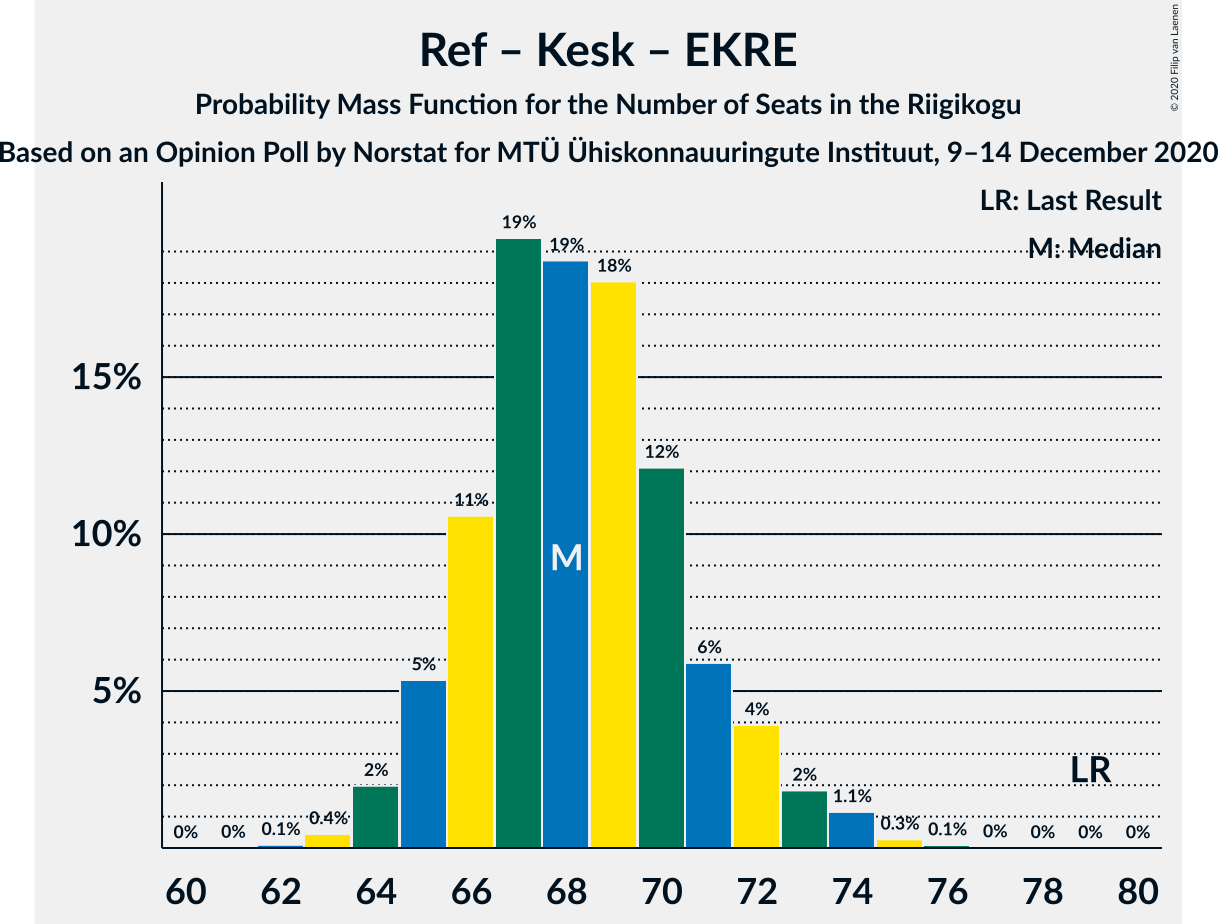 Ref – Kesk – EKRE
© 2020 Filip van Laenen
Probability Mass Function for the Number of Seats in the Riigikogu
Based on an Opinion Poll by Norstat for MTÜ Ühiskonnauuringute Instituut, 9–14 December 2020
LR: Last Result
M: Median
19%
19%
18%
15%
12%
11%
10%
M
6%
5%
5%
4%
LR
2%
2%
1.1%
0.4%
0.3%
0% 0% 0.1% 0.1% 0% 0% 0% 0%
60 62 64 66 68 70 72 74 76 78 80